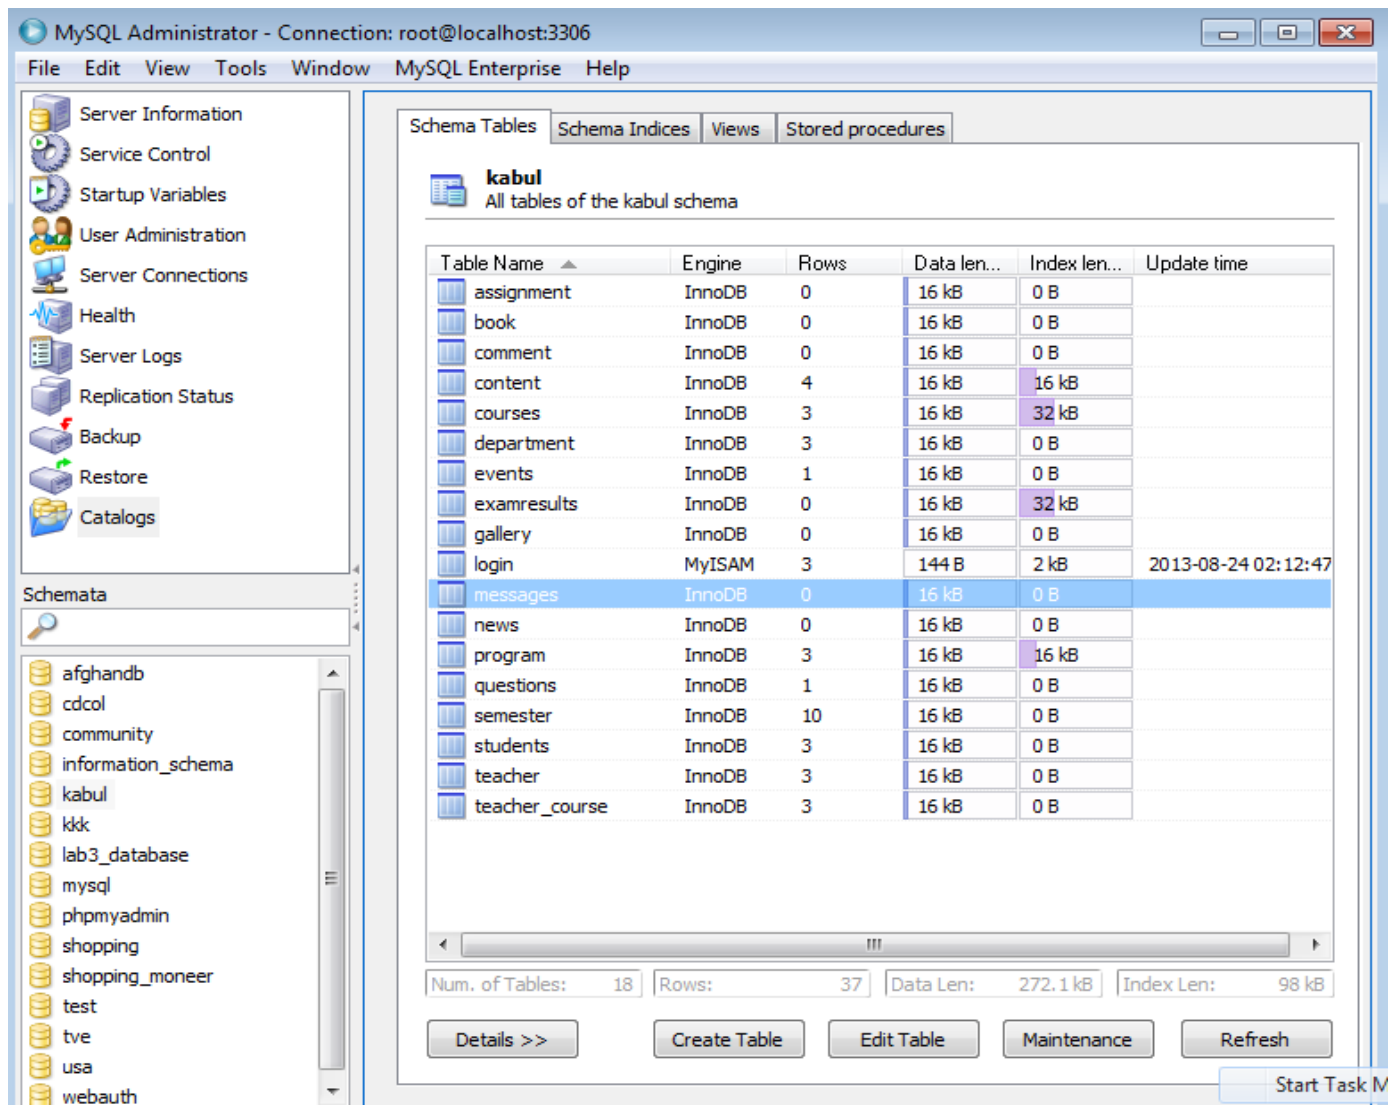 MySQL Administrator - Connection: root@localhost:3306
File Edit View Tools Window MySQL Enterprise Help
Server Information
Service Control
Startup Variables
User Administration
Server Connections
Health
Server Logs
Replication Status
Backup
Restore
Catalogs
Schemata
afghandb
cdcol
community
information_schema
kabul
kkk
lab3_database
mysql
phpmyadmin
shopping
shopping_moneer
test
tve
usa
webauth
Schema Tables Schema Indices Views Stored procedures
kabul
All tables of the kabul schema
Table Name Engine Rows Data len... Index len... Update time
assignment InnoDB 0 16 kB 0 B
book InnoDB 0 16 kB 0 B
comment InnoDB 0 16 kB 0 B
content InnoDB 4 16 kB 16 kB
courses InnoDB 3 16 kB 32 kB
department InnoDB 3 16 kB 0 B
events InnoDB 1 16 kB 0 B
examresults InnoDB 0 16 kB 32 kB
gallery InnoDB 0 16 kB 0 B
login MyISAM 3 144 B 2 kB 2013-08-24 02:12:47
messages InnoDB 0 16 kB 0 B
news InnoDB 0 16 kB 0 B
program InnoDB 3 16 kB 16 kB
questions InnoDB 1 16 kB 0 B
semester InnoDB 10 16 kB 0 B
students InnoDB 3 16 kB 0 B
teacher InnoDB 3 16 kB 0 B
teacher_course InnoDB 3 16 kB 0 B
Num. of Tables: 18 Rows: 37 Data Len: 272.1 kB Index Len: 98 kB
Details >> Create Table Edit Table Maintenance Refresh
Start Task M